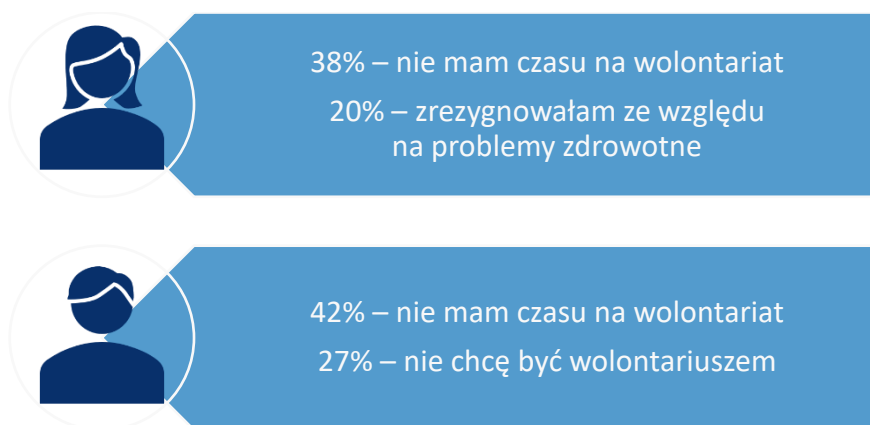 38% – nie mam czasu na wolontariat
20% – zrezygnowałam ze względu
na problemy zdrowotne
42% – nie mam czasu na wolontariat
27% – nie chcę być wolontariuszem